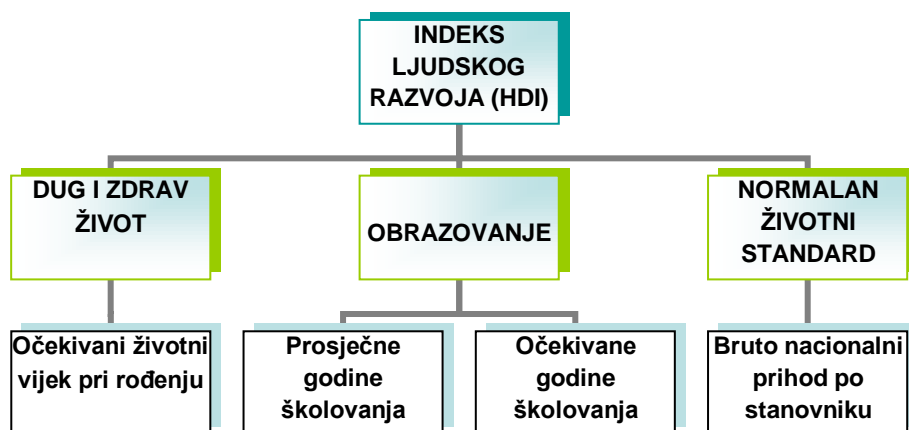 INDEKS
LJUDSKOG
RAZVOJA (HDI)
DUG I ZDRAV
ŽIVOT
OBRAZOVANJE
NORMALAN
ŽIVOTNI
STANDARD
Očekivani životni
vijek pri rođenju
Prosječne
godine
školovanja
Očekivane
godine
školovanja
Bruto nacionalni
prihod po
stanovniku